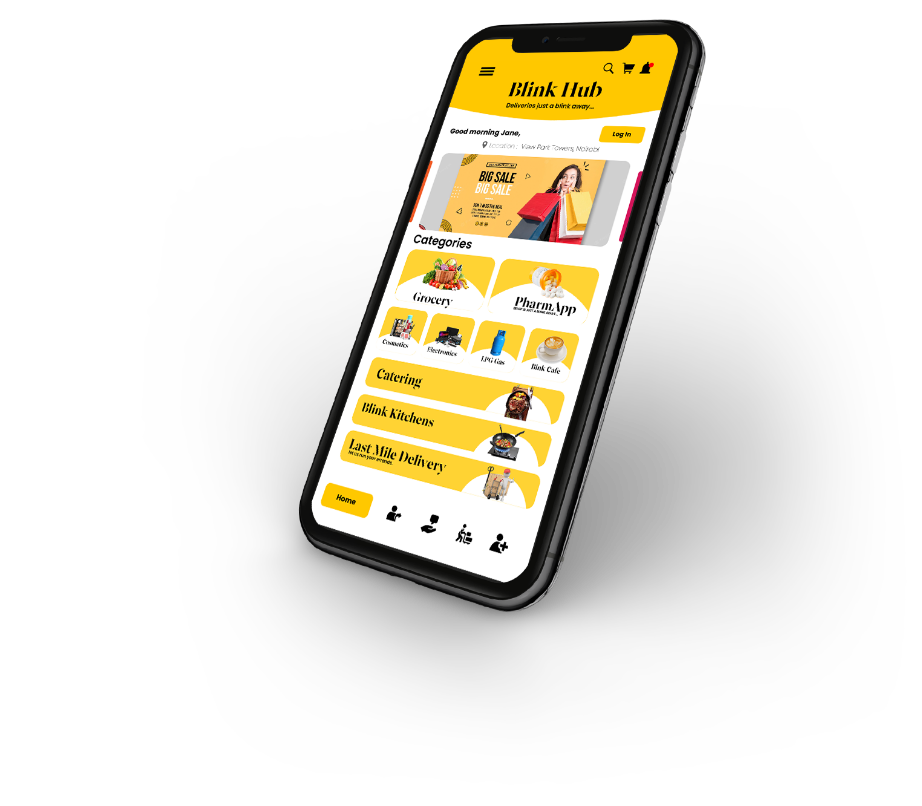 Blink Hub
Deliveries just a blink away...
Good morning Jane,
Log In
Location: View Park Towers, Nairobi
BIG SALE
BIG SALE
Categories
Grocery
PharmApp
Cosmetics
Electronics
LPG Gas
Blink Cafe
Catering
Blink Kitchens
Last Mile Delivery
Home